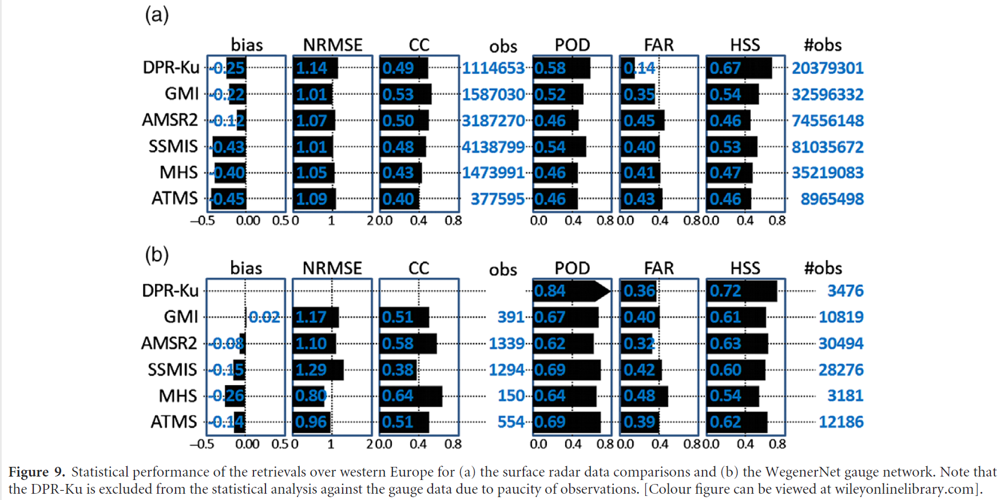 (a)
bias NRMSE CC obs POD FAR HSS #obs
DPR-Ku -0.25 1.14 0.49 1114653 0.58 0.14 0.67 20379301
GMI -0.22 1.01 0.53 1587030 0.52 0.35 0.54 32596332
AMSR2 -0.12 1.07 0.50 3187270 0.46 0.45 0.46 74556148
SSMIS -0.43 1.01 0.48 4138799 0.54 0.40 0.53 81035672
MHS -0.40 1.05 0.43 1473991 0.46 0.41 0.47 35219083
ATMS -0.45 1.09 0.40 377595 0.46 0.43 0.46 8965498
−0.5 0.00 0.5 0 1 2 0.0 0.4 0.8 0.0 0.4 0.8 0.0 0.4 0.8 0.0 0.4 0.8
(b)
bias NRMSE CC obs POD FAR HSS #obs
DPR-Ku 0.84 0.36 0.72 3476
GMI 0.02 1.17 0.51 391 0.67 0.40 0.61 10819
AMSR2 -0.08 1.10 0.58 1339 0.62 0.32 0.63 30494
SSMIS -0.15 1.29 0.38 1294 0.69 0.42 0.60 28276
MHS -0.26 0.80 0.64 150 0.64 0.48 0.54 3181
ATMS -0.14 0.96 0.51 554 0.69 0.39 0.62 12186
−0.5 0.00 0.5 0 1 2 0.0 0.4 0.8 0.0 0.4 0.8 0.0 0.4 0.8 0.0 0.4 0.8
Figure 9. Statistical performance of the retrievals over western Europe for (a) the surface radar data comparisons and (b) the WegenerNet gauge network. Note that
the DPR-Ku is excluded from the statistical analysis against the gauge data due to paucity of observations. [Colour figure can be viewed at wileyonlinelibrary.com].